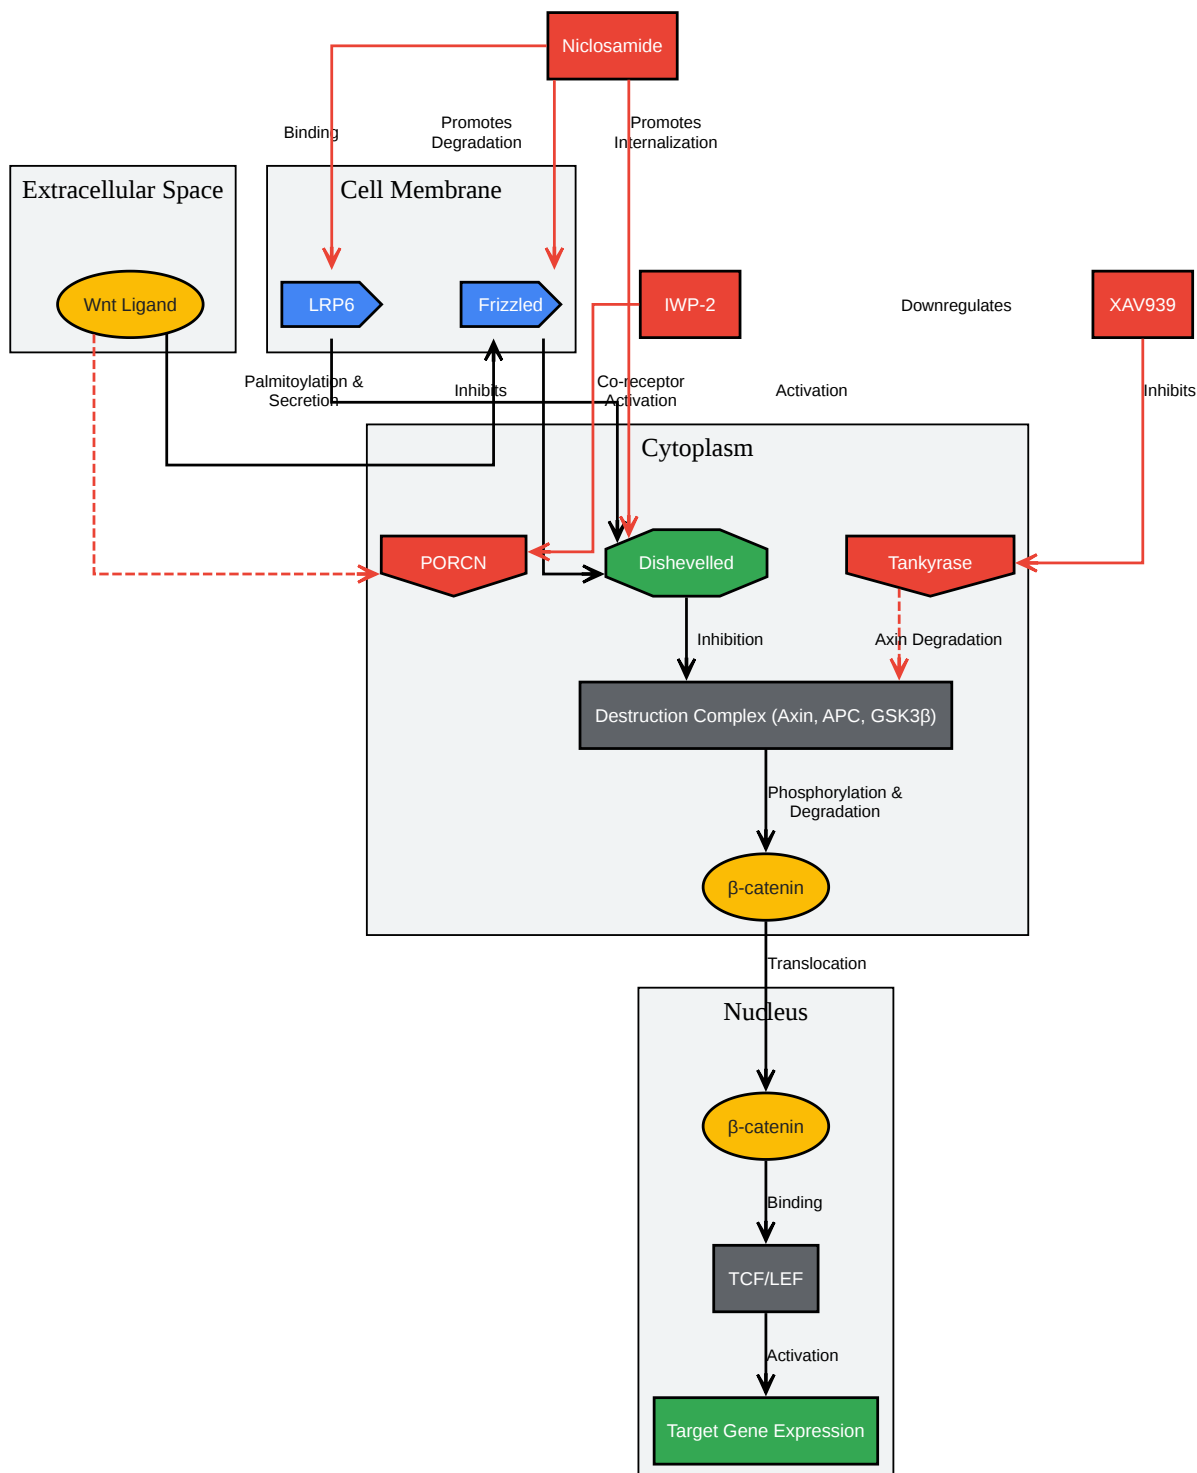 Niclosamide
Binding
Promotes
Degradation
Promotes
Internalization
Extracellular Space
Cell Membrane
Wnt Ligand
LRP6
Frizzled
IWP-2
Downregulates
XAV939
Palmitoylation &
Secretion
Inhibits
Co-receptor
Activation
Activation
Inhibits
Cytoplasm
PORCN
Dishevelled
Tankyrase
Inhibition
Axin Degradation
Destruction Complex (Axin, APC, GSK3β)
Phosphorylation &
Degradation
β-catenin
Translocation
Nucleus
β-catenin
Binding
TCF/LEF
Activation
Target Gene Expression